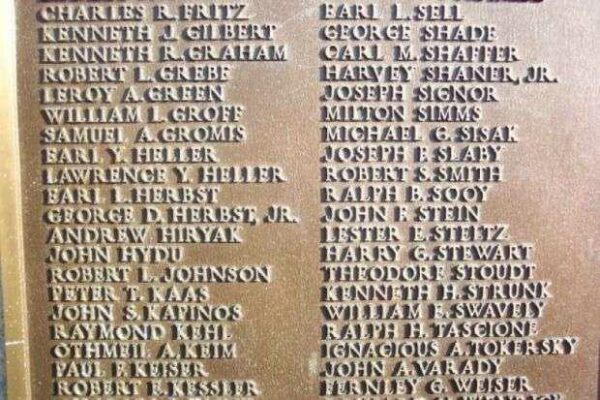 CHARLES R. FRITZ
KENNETH J. GILBERT
KENNETH R. GRAHAM
ROBERT L. GREBE
LEROY A. GREEN
WILLIAM L. GROFF
SAMUEL A. GROMIS
EARL Y. HELLER
LAWRENCE Y. HELLER
EARL L. HERBST
GEORGE D. HERBST, JR.
ANDREW HIRYAK
JOHN HYDU
ROBERT L. JOHNSON
PETER T. KAAS
JOHN S. KAPINOS
RAYMOND KEHL
OTHMEIL A. KEIM
PAUL F. KEISER
ROBERT E. KESSLER
EARL L. SELL
GEORGE SHADE
CARL M. SHAFFER
HARVEY SHANER, JR.
JOSEPH SIGNOR
MILTON SIMMS
MICHAEL G. SISAK
JOSEPH P. SLABY
ROBERT S. SMITH
RALPH B. SOOY
JOHN F. STEIN
LESTER E. STELTZ
HARRY G. STEWART
THEODORE STOUDT
KENNETH H. STRUNK
WILLIAM E. SWAVELY
RALPH H. TASCIONE
IGNACIOUS A. TOKERSKY
JOHN A. VARADY
FERNLEY G. WEISER